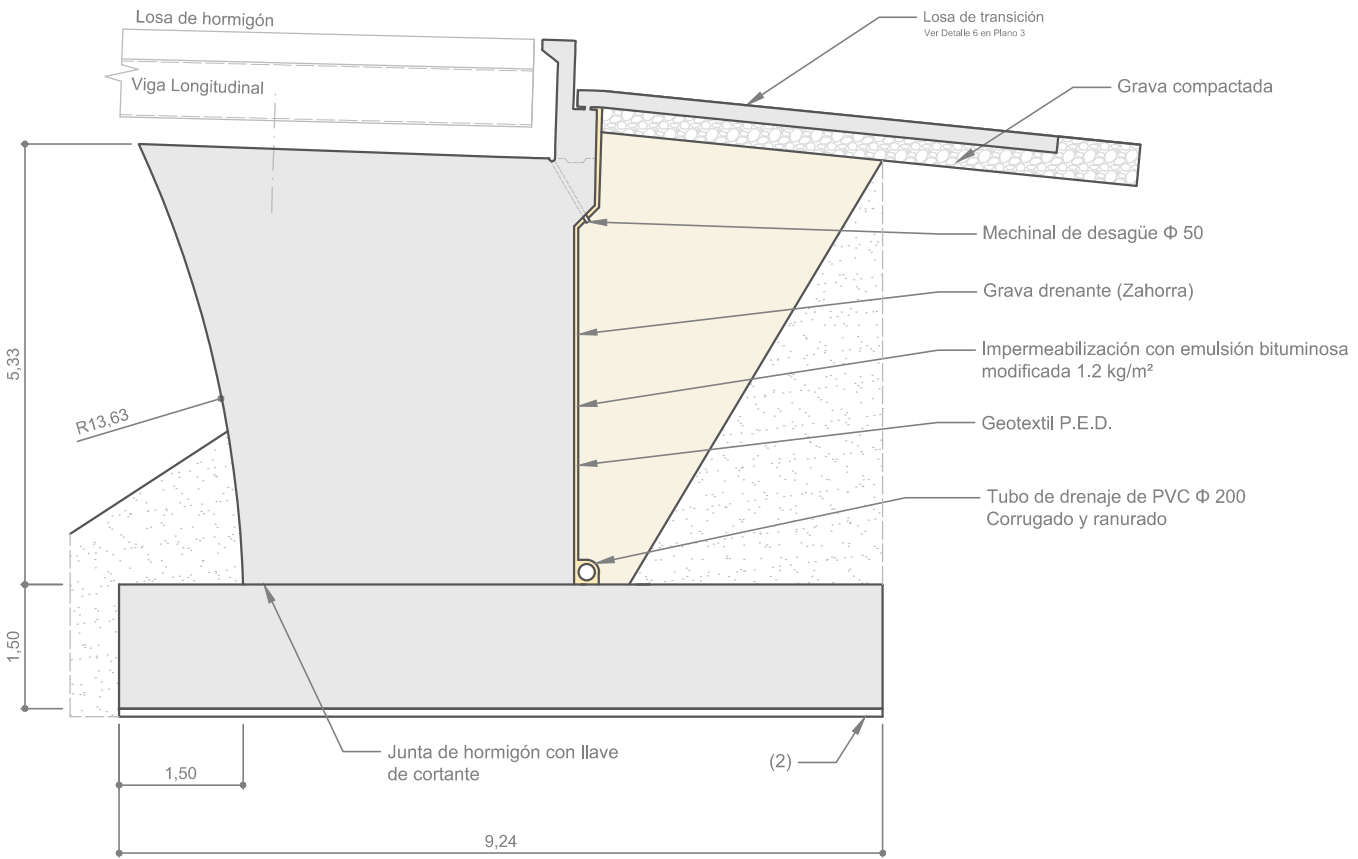 Losa de hormigón
Losa de transición
Ver Detalle 6 en Plano 3
Viga Longitudinal
Grava compactada
Mechinal de desagüe Φ 50
Grava drenante (Zahorra)
Impermeabilización con emulsión bituminosa
modificada 1.2 kg/m²
5,33
R13,63
Geotextil P.E.D.
Tubo de drenaje de PVC Φ 200
Corrugado y ranurado
1,50
Junta de hormigón con llave
de cortante
(2)
1,50
9,24